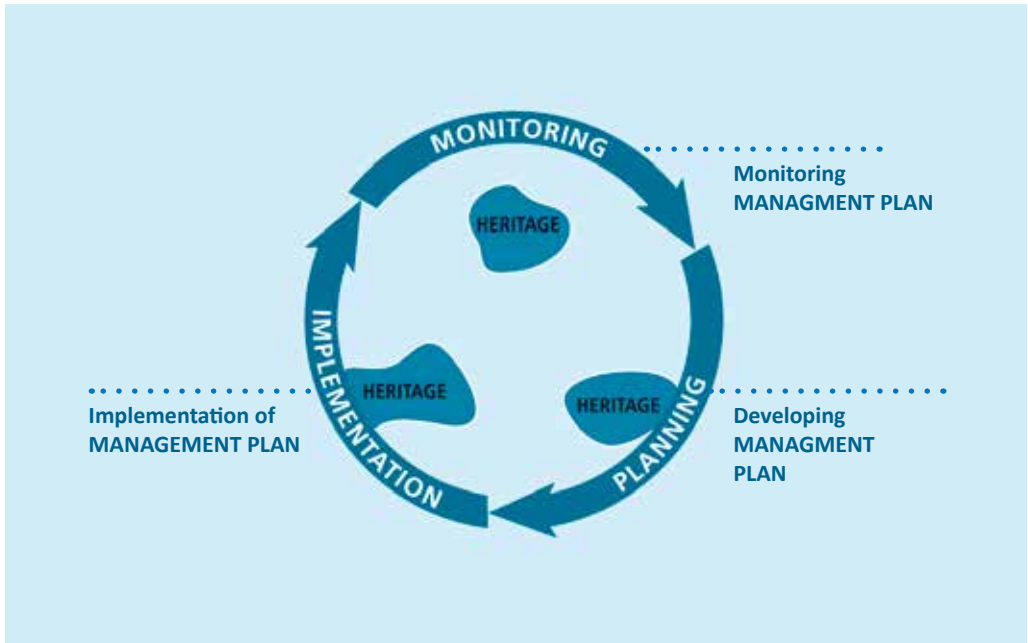 MONITORING
Monitoring
MANAGMENT PLAN
HERITAGE
IMPLEMENTATION
HERITAGE
HERITAGE
PLANNING
Implementation of
MANAGEMENT PLAN
Developing
MANAGMENT
PLAN